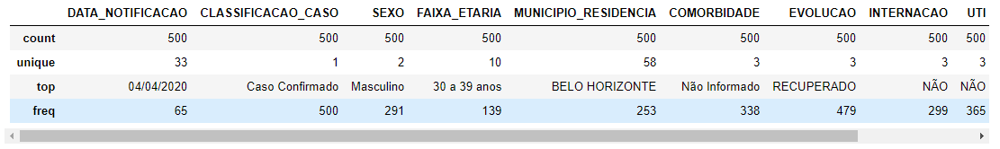 DATA_NOTIFICACAO CLASSIFICACAO_CASO SEXO FAIXA_ETARIA MUNICIPIO_RESIDENCIA COMORBIDADE EVOLUCAO INTERNACAO UTI
count 500 500 500 500 500 500 500 500 500
unique 33 1 2 10 58 3 3 3 3
top 04/04/2020 Caso Confirmado Masculino 30 a 39 anos BELO HORIZONTE Não Informado RECUPERADO NÃO NÃO
freq 65 500 291 139 253 338 479 299 365